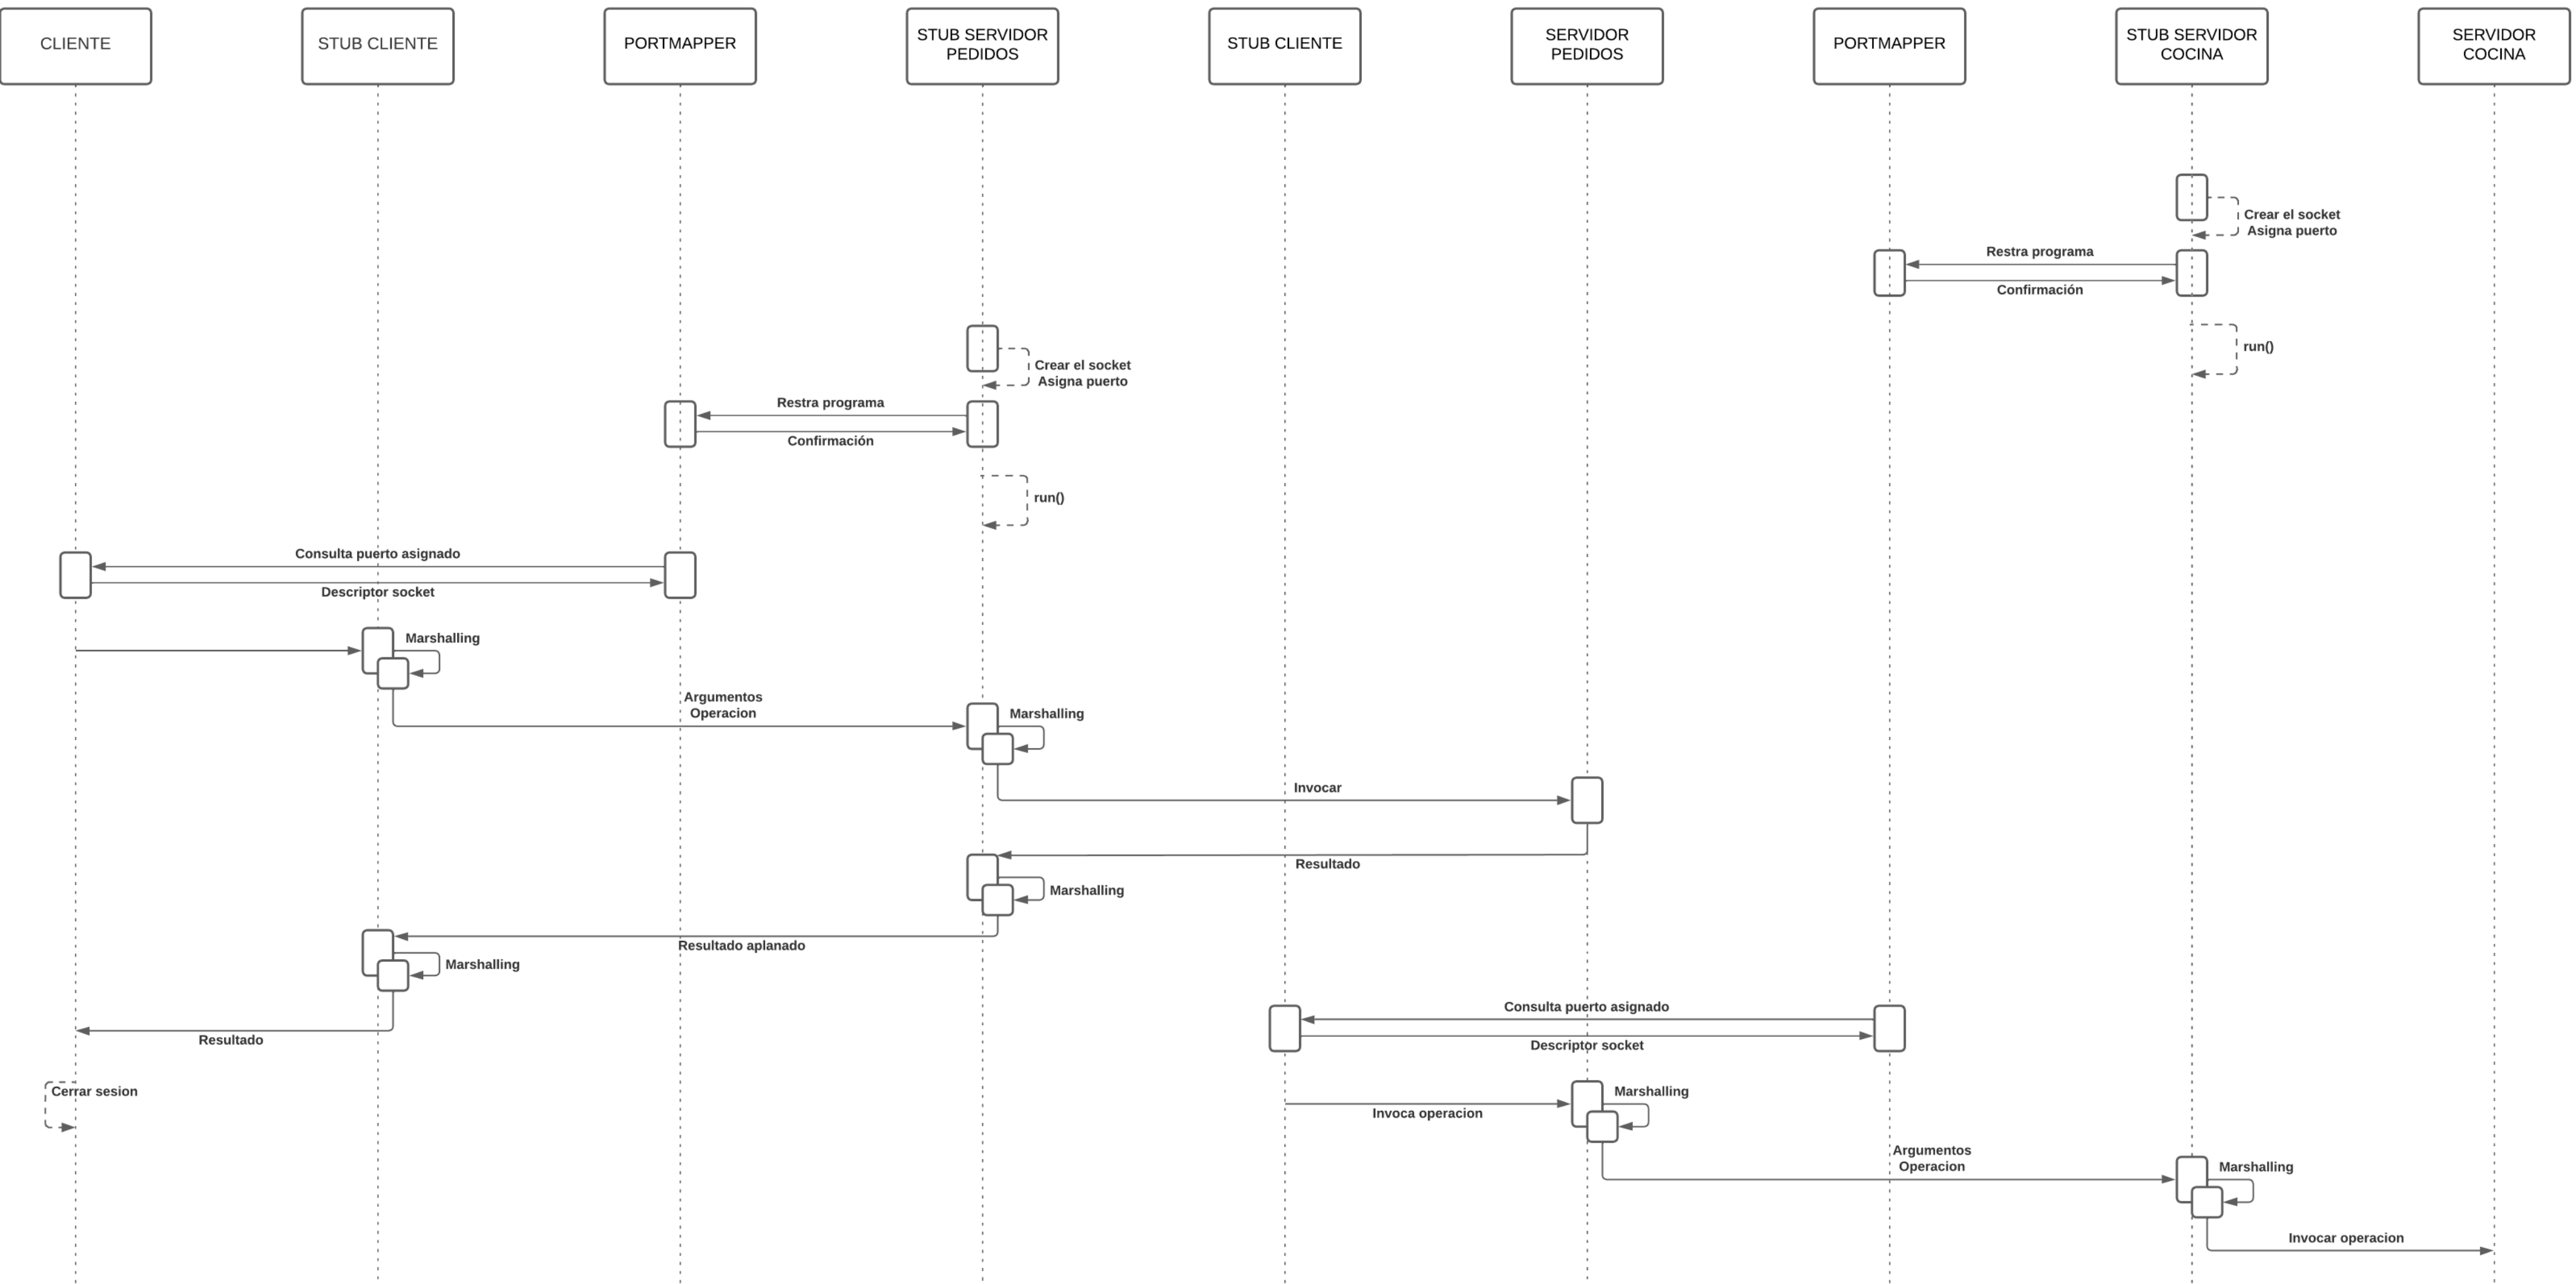 CLIENTE
STUB CLIENTE
PORTMAPPER
STUB SERVIDOR
PEDIDOS
STUB CLIENTE
SERVIDOR
PEDIDOS
PORTMAPPER
STUB SERVIDOR
COCINA
SERVIDOR
COCINA
Crear el socket
Asigna puerto
Restra programa
Confirmación
run()
Crear el socket
Asigna puerto
Restra programa
Confirmación
run()
Consulta puerto asignado
Descriptor socket
Marshalling
Argumentos
Operacion
Marshalling
Invocar
Resultado
Marshalling
Resultado aplanado
Marshalling
Resultado
Consulta puerto asignado
Descriptor socket
Cerrar sesion
Marshalling
Invoca operacion
Argumentos
Operacion
Marshalling
Invocar operacion